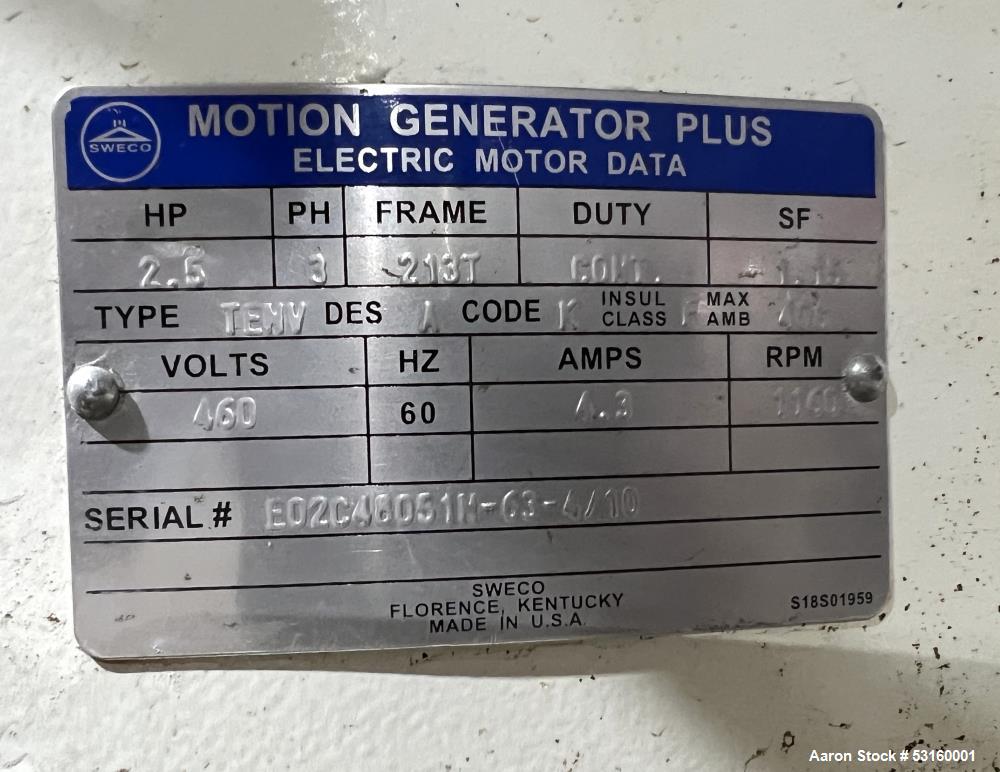 SWECO
MOTION GENERATOR PLUS
ELECTRIC MOTOR DATA
HP PH FRAME DUTY SF
2.5 3 213T CONT.
TYPE TENV DES A CODE K INSUL CLASS F MAX AMB
VOLTS HZ AMPS RPM
460 60 4.3
SERIAL #
SWECO
FLORENCE, KENTUCKY
MADE IN U.S.A.
S18S01959
Aaron Stock # 53160001